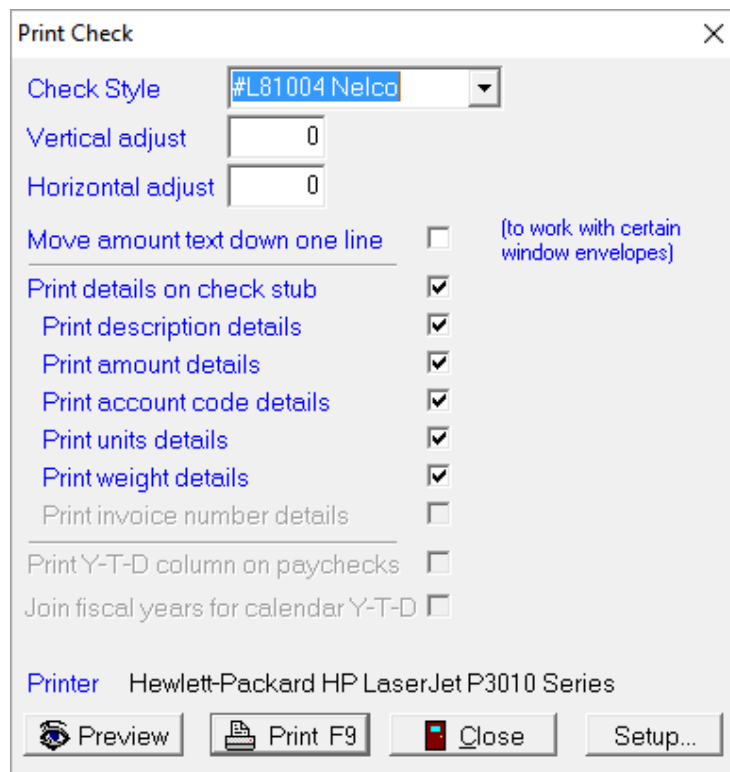 Print Check
Check Style #L81004 Nelco
Vertical adjust 0
Horizontal adjust 0
Move amount text down one line (to work with certain
window envelopes)
Print details on check stub
Print description details
Print amount details
Print account code details
Print units details
Print weight details
Print invoice number details
Print Y-T-D column on paychecks
Join fiscal years for calendar Y-T-D
Printer Hewlett-Packard HP LaserJet P3010 Series
Preview Print F9 Close Setup...